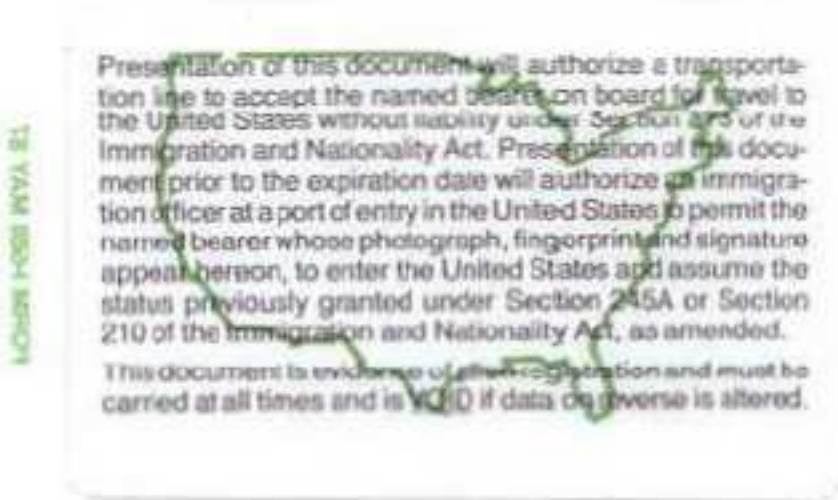 Presentation of this document will authorize a transporta-
tion line to accept the named bearer on board for travel to
the United States without liability under Section 273 of the
Immigration and Nationality Act. Presentation of this docu-
ment prior to the expiration date will authorize an immigra-
tion officer at a port of entry in the United States to permit the
named bearer whose photograph, fingerprint and signature
appear hereon, to enter the United States and assume the
status previously granted under Section 245A or Section
210 of the Immigration and Nationality Act, as amended.
This document is evidence of alien registration and must be
carried at all times and is VOID if data on reverse is altered.